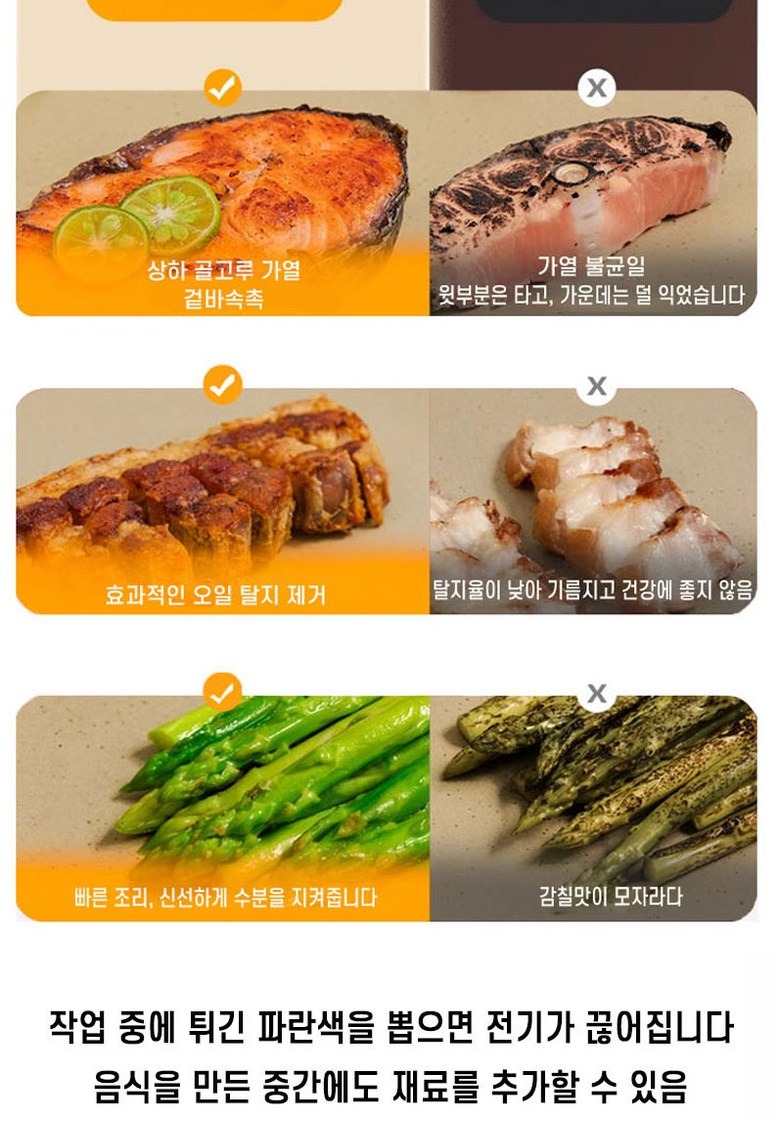 상하 골고루 가열
겉바속촉
가열 불균일
윗부분은 타고, 가운데는 덜 익었습니다
효과적인 오일 탈지 제거
탈지율이 낮아 기름지고 건강에 좋지 않음
빠른 조리, 신선하게 수분을 지켜줍니다
감칠맛이 모자라다
작업 중에 튀긴 파란색을 뽑으면 전기가 끊어집니다
음식을 만든 중간에도 재료를 추가할 수 있음